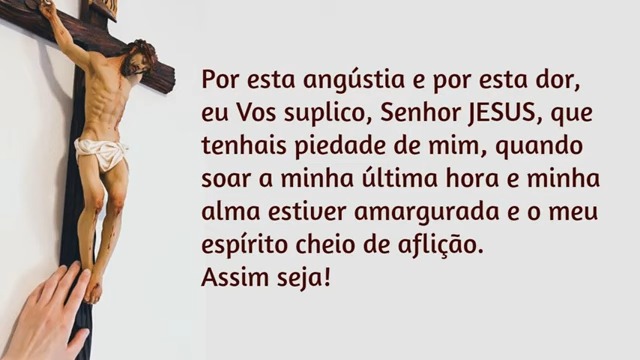 Por esta angústia e por esta dor,
eu Vos suplico, Senhor JESUS, que
tenhais piedade de mim, quando
soar a minha última hora e minha
alma estiver amargurada e o meu
espírito cheio de aflição.
Assim seja!